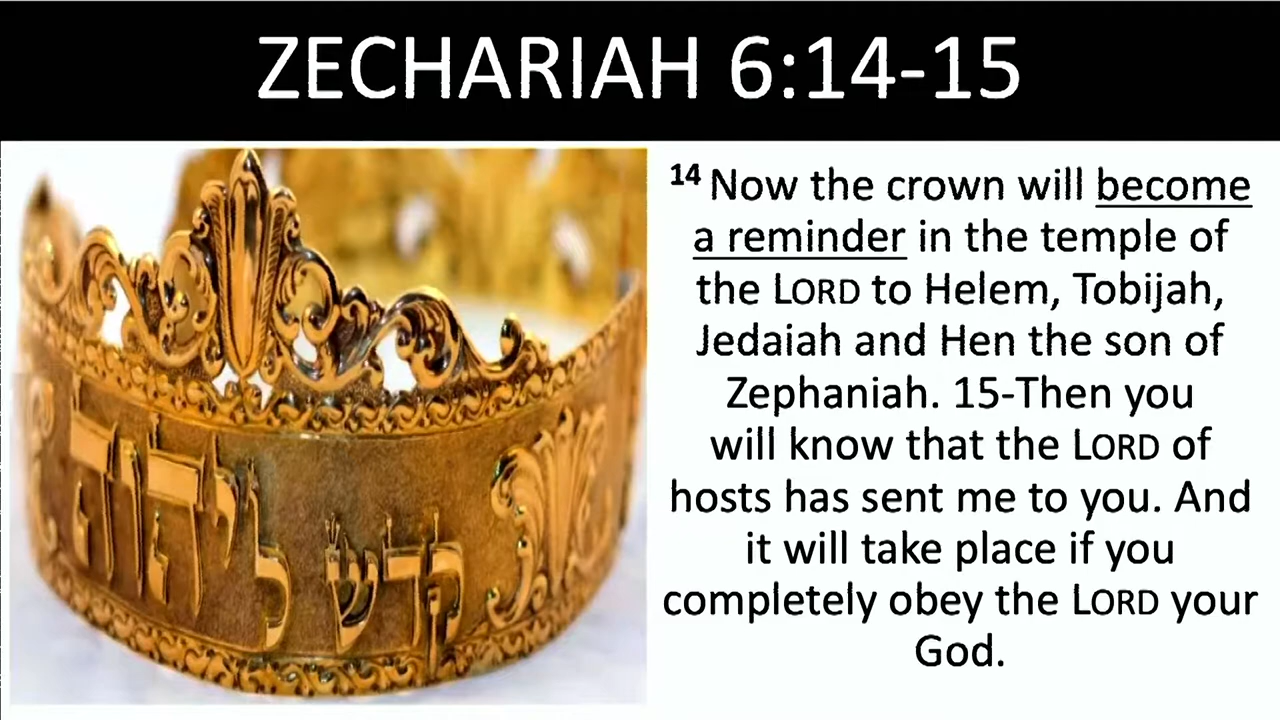 ZECHARIAH 6:14-15
קדש ליהוה
14 Now the crown will become
a reminder in the temple of
the LORD to Helem, Tobijah,
Jedaiah and Hen the son of
Zephaniah. 15-Then you
will know that the LORD of
hosts has sent me to you. And
it will take place if you
completely obey the LORD your
God.